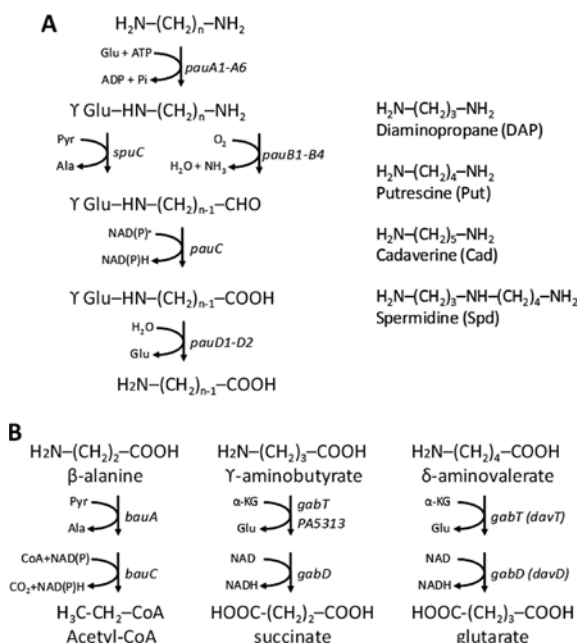 A
H₂N–(CH₂)ₙ–NH₂
Glu + ATP
ADP + Pi
pauA1-A6
ϒ Glu–HN–(CH₂)ₙ–NH₂
Pyr
Ala
spuC
O₂
H₂O + NH₃
pauB1-B4
ϒ Glu–HN–(CH₂)ₙ₋₁–CHO
NAD(P)⁺
NAD(P)H
pauC
ϒ Glu–HN–(CH₂)ₙ₋₁–COOH
H₂O
Glu
pauD1-D2
H2N–(CH₂)ₙ₋₁–COOH
H₂N–(CH₂)₃–NH₂
Diaminopropane (DAP)
H₂N–(CH₂)₄–NH₂
Putrescine (Put)
H₂N–(CH₂)₅–NH₂
Cadaverine (Cad)
H₂N–(CH₂)₃–NH–(CH₂)₄–NH₂
Spermidine (Spd)
B
H2N–(CH₂)₂–COOH
β-alanine
Pyr
Ala
bauA
CoA+NAD(P)
CO₂+NAD(P)H
bauC
H₃C-CH₂–CoA
Acetyl-CoA
H₂N–(CH₂)₃–COOH
ϒ-aminobutyrate
α-KG
Glu
gabT
PA5313
NAD
NADH
gabD
HOOC-(CH₂)₂–COOH
succinate
H₂N–(CH₂)₄–COOH
δ-aminovalerate
α-KG
Glu
gabT (davT)
NAD
NADH
gabD (davD)
HOOC-(CH₂)₃–COOH
glutarate